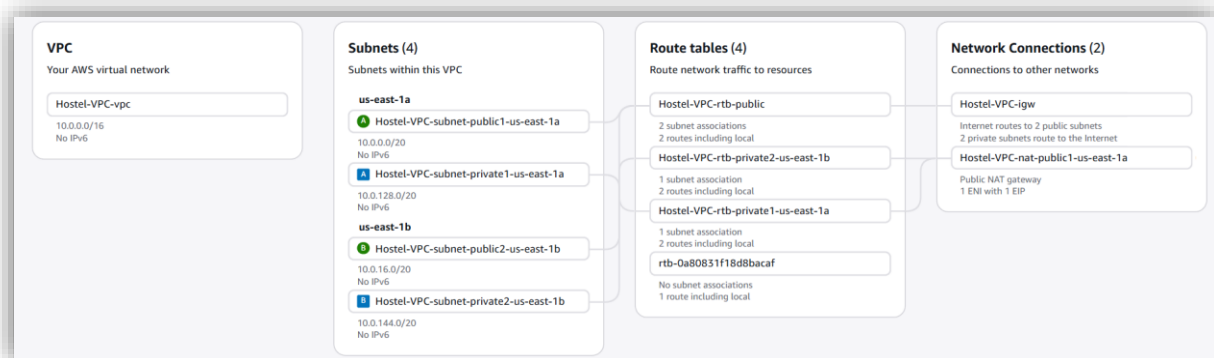 VPC
Your AWS virtual network
Hostel-VPC-vpc
10.0.0.0/16
No IPv6
Subnets (4)
Subnets within this VPC
us-east-1a
A Hostel-VPC-subnet-public1-us-east-1a
10.0.0.0/20
No IPv6
A Hostel-VPC-subnet-private1-us-east-1a
10.0.128.0/20
No IPv6
us-east-1b
B Hostel-VPC-subnet-public2-us-east-1b
10.0.16.0/20
No IPv6
B Hostel-VPC-subnet-private2-us-east-1b
10.0.144.0/20
No IPv6
Route tables (4)
Route network traffic to resources
Hostel-VPC-rtb-public
2 subnet associations
2 routes including local
Hostel-VPC-rtb-private2-us-east-1b
1 subnet association
2 routes including local
Hostel-VPC-rtb-private1-us-east-1a
1 subnet association
2 routes including local
rtb-0a80831f18d8bacaf
No subnet associations
1 route including local
Network Connections (2)
Connections to other networks
Hostel-VPC-igw
Internet routes to 2 public subnets
2 private subnets route to the Internet
Hostel-VPC-nat-public1-us-east-1a
Public NAT gateway
1 ENI with 1 EIP